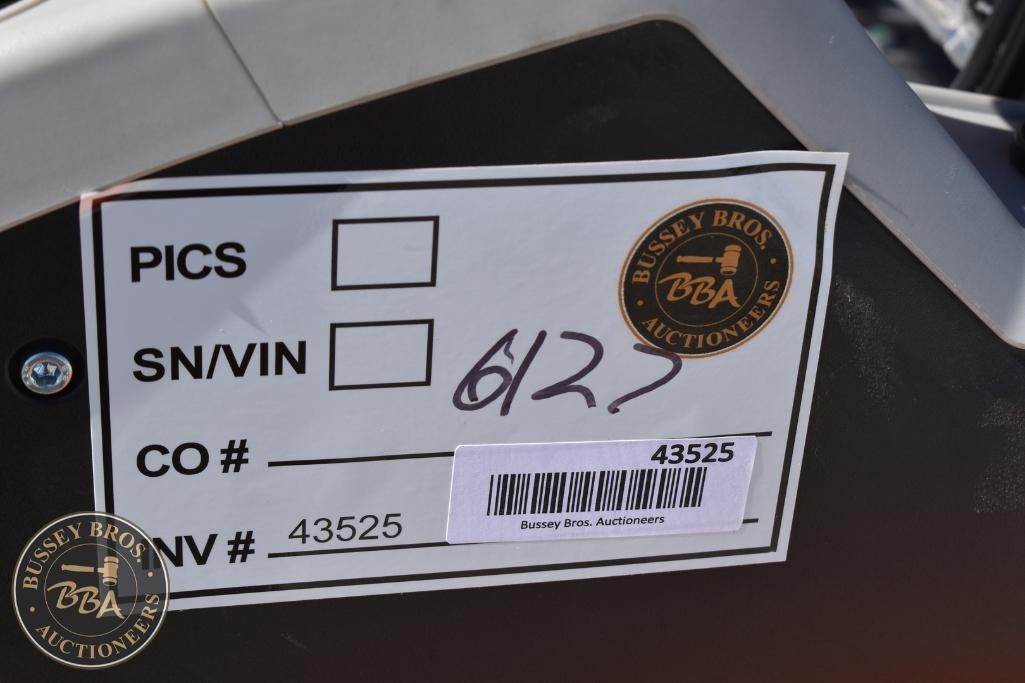 PICS
BUSSEY BROS.
BBA
AUCTIONEERS
SN/VIN
6127
CO #
43525
Bussey Bros. Auctioneers
INV # 43525
BUSSEY BROS.
BBA
AUCTIONEERS